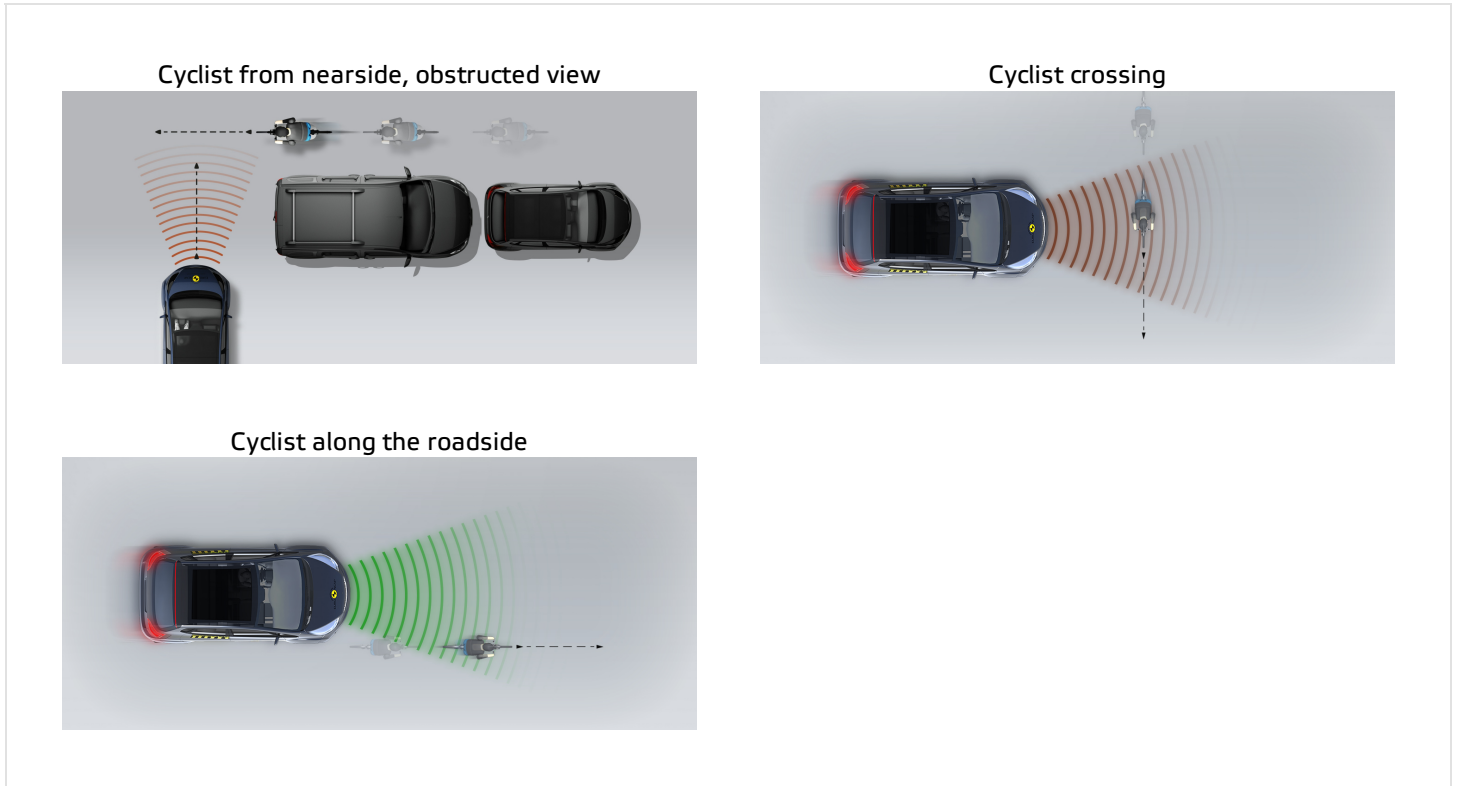 Cyclist from nearside, obstructed view
Cyclist crossing
Cyclist along the roadside